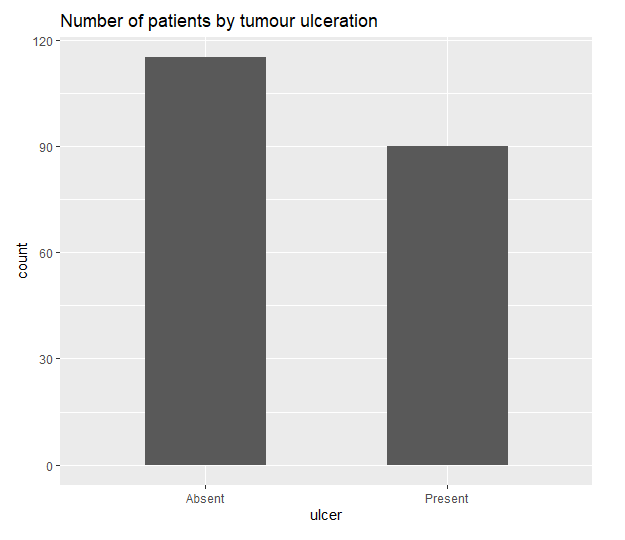 Number of patients by tumour ulceration
120
90
60
30
0
count
Absent Present
ulcer